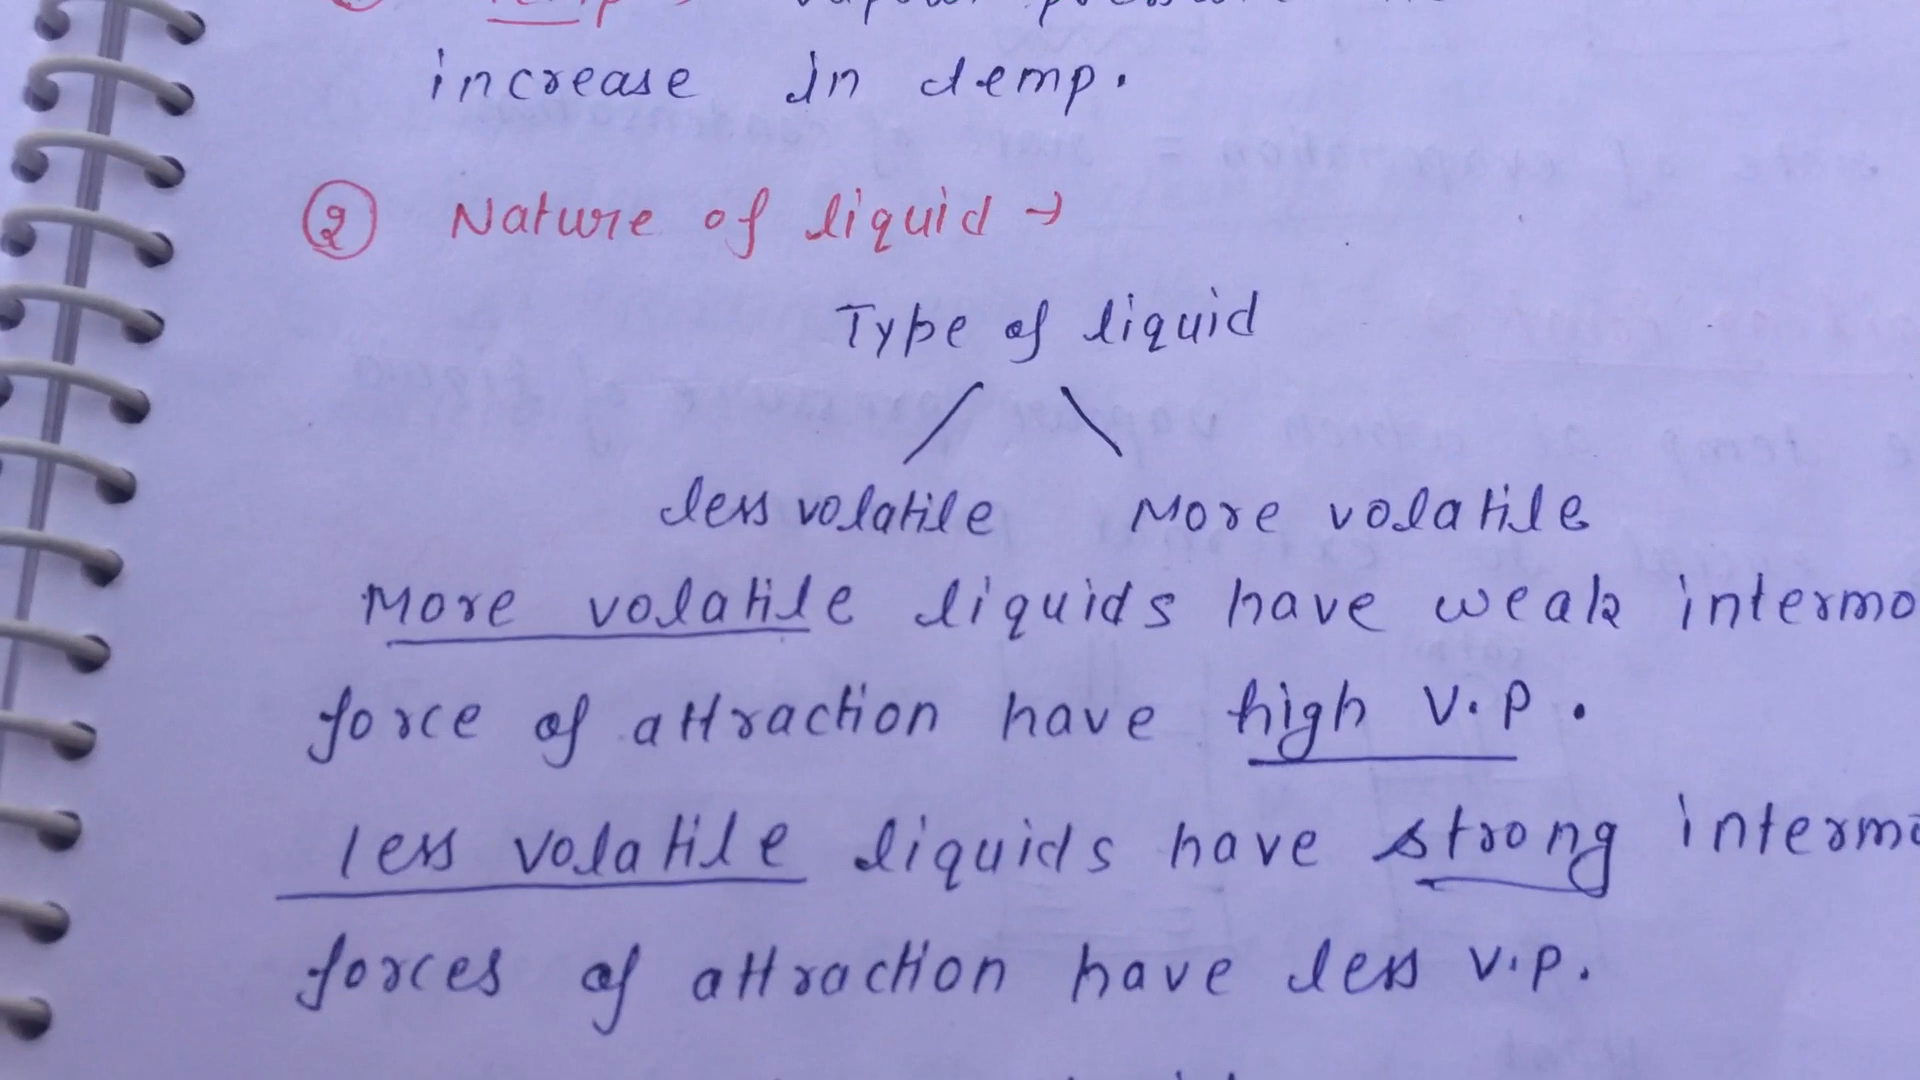 increase in temp.
② Nature of liquid →
Type of liquid
less volatile More volatile
More volatile liquids have weak intermo
force of attraction have high v.p.
less volatile liquids have strong intermo
forces of attraction have less v.p.